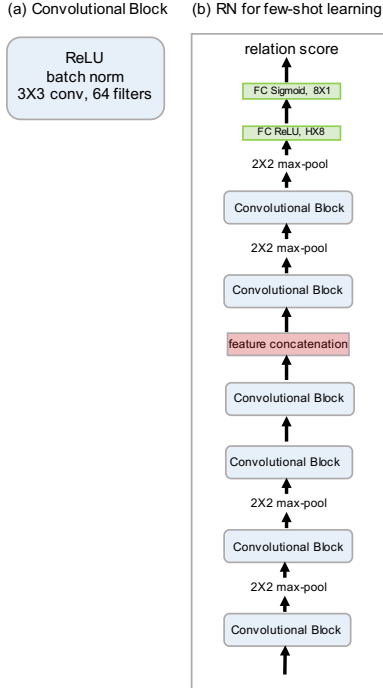 (a) Convolutional Block
ReLU
batch norm
3X3 conv, 64 filters
(b) RN for few-shot learning
relation score
FC Sigmoid, 8X1
FC ReLU, HX8
2X2 max-pool
Convolutional Block
2X2 max-pool
Convolutional Block
feature concatenation
Convolutional Block
Convolutional Block
2X2 max-pool
Convolutional Block
2X2 max-pool
Convolutional Block